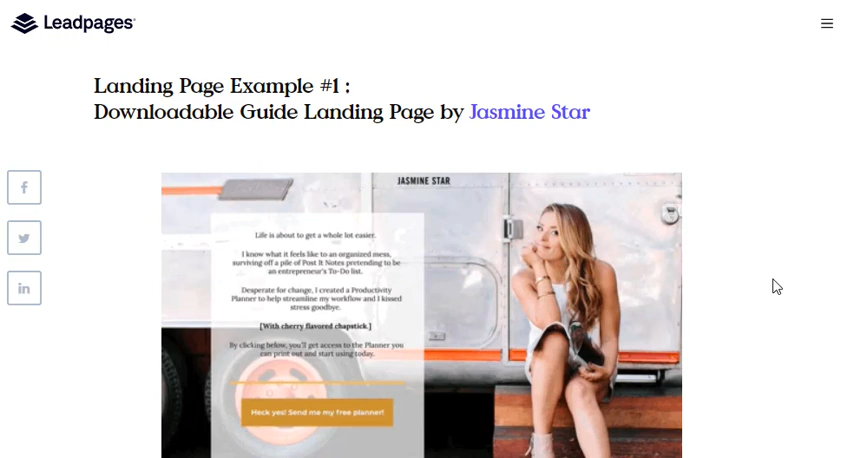 Leadpages
Landing Page Example #1 :
Downloadable Guide Landing Page by Jasmine Star
JASMINE STAR
Life is about to get a whole lot easier.
I know what it feels like to an organized mess,
surviving off a pile of Post It Notes pretending to be
an entrepreneur's To-Do list.
Desperate for change, I created a Productivity
Planner to help streamline my workflow and I kissed
stress goodbye.
[With cherry flavored chapstick.]
By clicking below, you'll get access to the Planner you
can print out and start using today.
Heck yes! Send me my free planner!